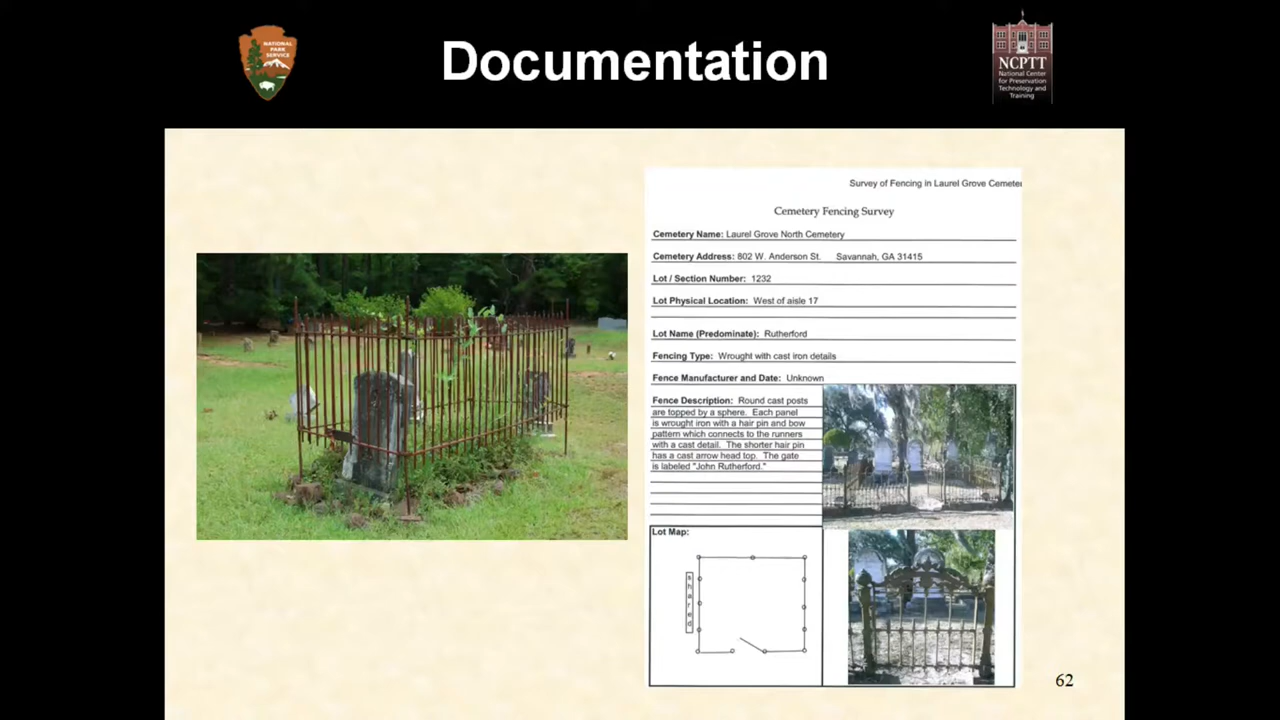 NATIONAL
PARK
SERVICE
Documentation
NCPTT
National Center
for Preservation
Technology and
Training
Survey of Fencing in Laurel Grove Cemete
Cemetery Fencing Survey
Cemetery Name: Laurel Grove North Cemetery
Cemetery Address: 802 W. Anderson St. Savannah, GA 31415
Lot / Section Number: 1232
Lot Physical Location: West of aisle 17
Lot Name (Predominate): Rutherford
Fencing Type: Wrought with cast iron details
Fence Manufacturer and Date: Unknown
Fence Description: Round cast posts
are topped by a sphere. Each panel
is wrought iron with a hair pin and bow
pattern which connects to the runners
with a cast detail. The shorter hair pin
has a cast arrow head top. The gate
is labeled "John Rutherford."
Lot Map:
shared
62